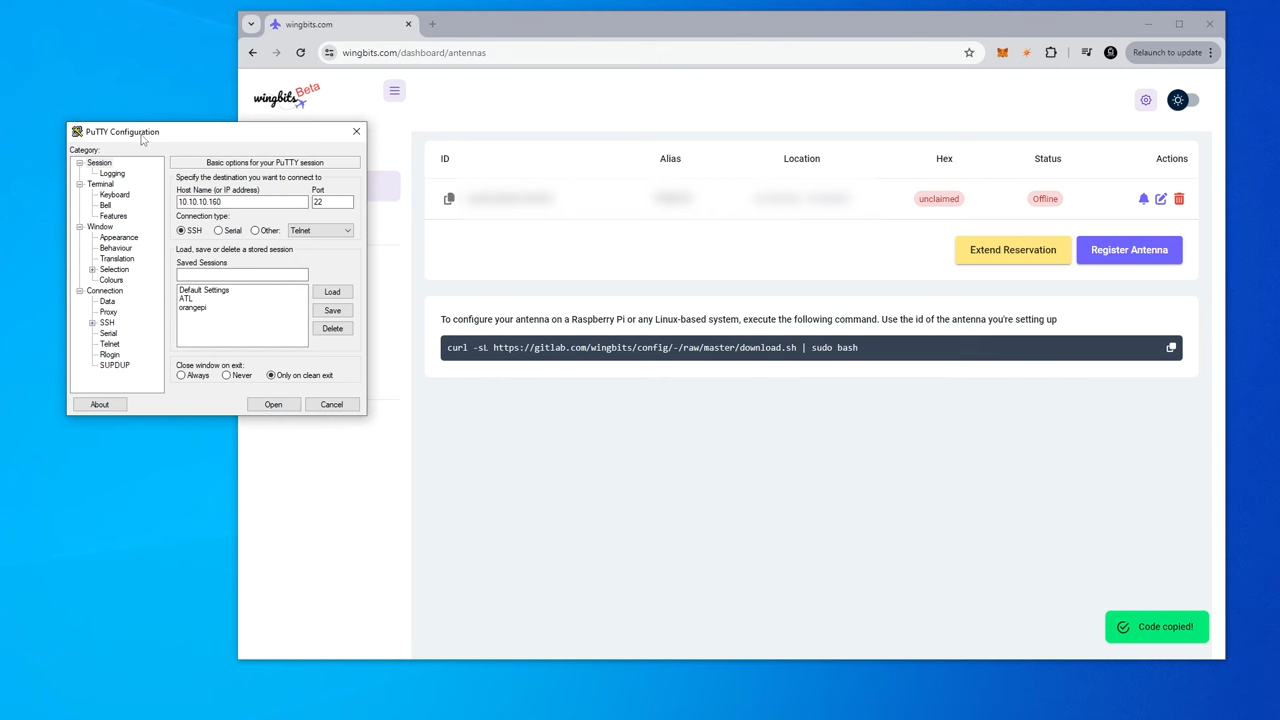 wingbits.com
wingbits.com/dashboard/antennas
Relaunch to update
wingbits Beta
PuTTY Configuration
Category:
Session
Logging
Terminal
Keyboard
Bell
Features
Window
Appearance
Behaviour
Translation
Selection
Colours
Connection
Data
Proxy
SSH
Serial
Telnet
Rlogin
SUPDUP
Basic options for your PuTTY session
Specify the destination you want to connect to
Host Name (or IP address) Port
10.10.10.160 22
Connection type:
SSH Serial Other: Telnet
Load, save or delete a stored session
Saved Sessions
Default Settings
ATL
orangepi
Load
Save
Delete
Close window on exit:
Always Never Only on clean exit
About Open Cancel
ID Alias Location Hex Status Actions
unclaimed Offline
Extend Reservation Register Antenna
To configure your antenna on a Raspberry Pi or any Linux-based system, execute the following command. Use the id of the antenna you're setting up
curl -sL https://gitlab.com/wingbits/config/-/raw/master/download.sh | sudo bash
Code copied!